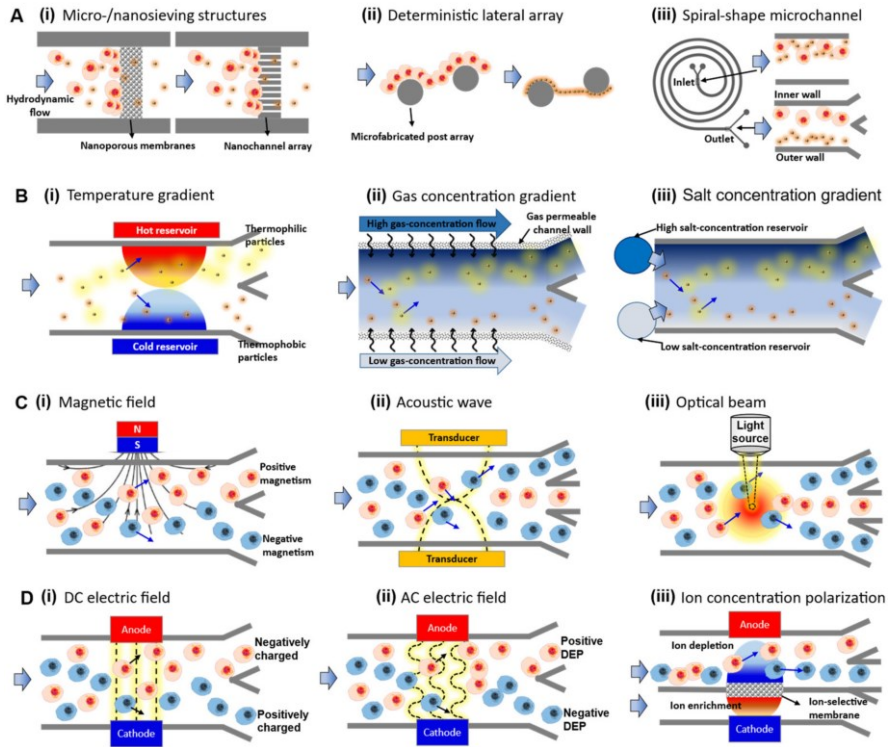 A (i) Micro-/nanosieving structures
Hydrodynamic
flow
Nanoporous membranes
Nanochannel array
(ii) Deterministic lateral array
Microfabricated post array
(iii) Spiral-shape microchannel
Inlet
Outlet
Inner wall
Outer wall
B (i) Temperature gradient
Hot reservoir
Thermophilic
particles
Cold reservoir
Thermophobic
particles
(ii) Gas concentration gradient
High gas-concentration flow
Gas permeable
channel wall
Low gas-concentration flow
(iii) Salt concentration gradient
High salt-concentration reservoir
Low salt-concentration reservoir
C (i) Magnetic field
N
S
Positive
magnetism
Negative
magnetism
(ii) Acoustic wave
Transducer
Transducer
(iii) Optical beam
Light
source
D (i) DC electric field
Anode
Negatively
charged
Positively
charged
Cathode
(ii) AC electric field
Anode
Positive
DEP
Negative
DEP
Cathode
(iii) Ion concentration polarization
Anode
Ion depletion
Ion enrichment
Ion-selective
membrane
Cathode